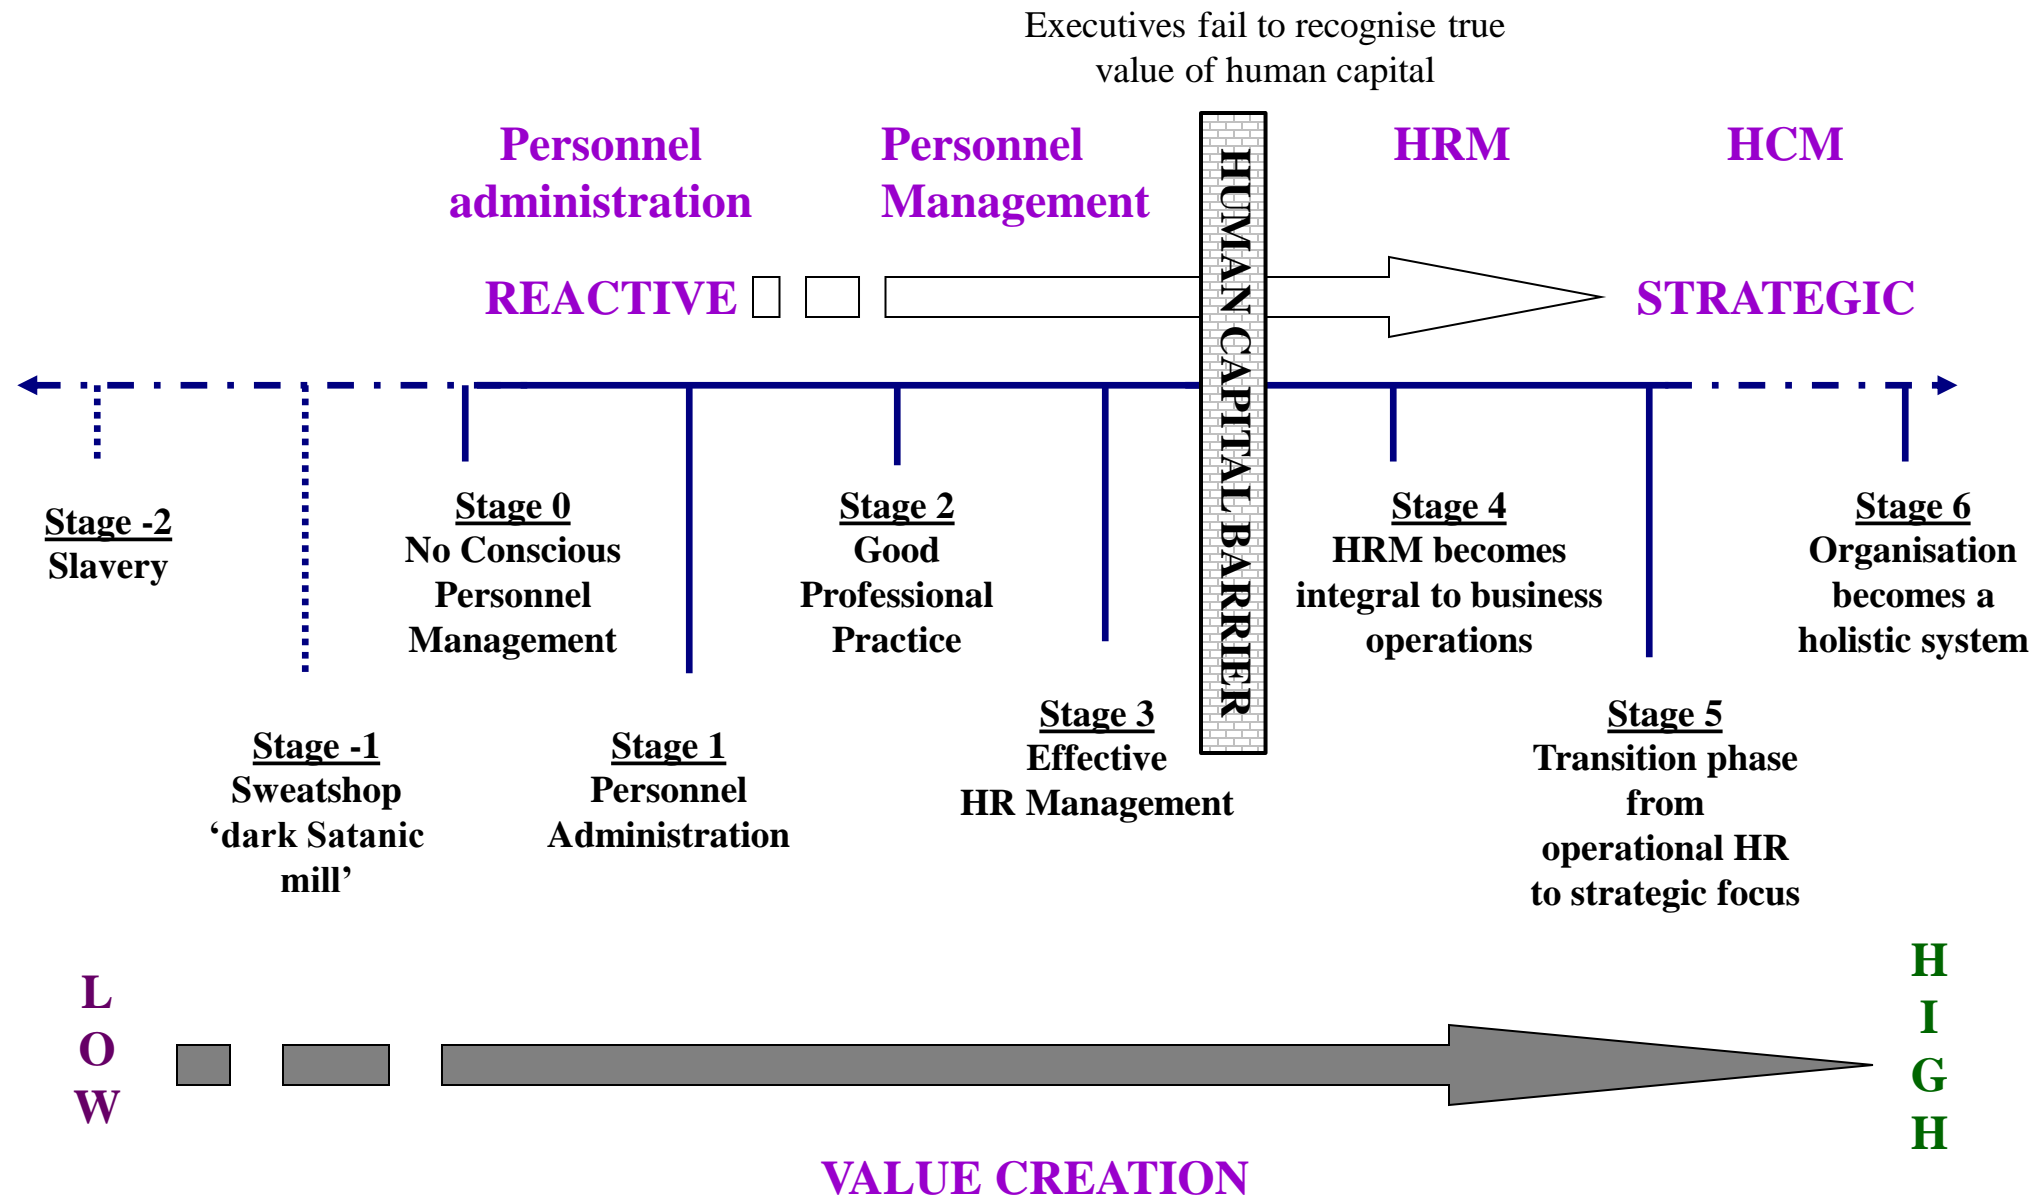 Executives fail to recognise true
value of human capital
Personnel
administration
Personnel
Management
HRM
HCM
REACTIVE
STRATEGIC
HUMAN CAPITAL BARRIER
Stage -2
Slavery
Stage -1
Sweatshop
‘dark Satanic
mill’
Stage 0
No Conscious
Personnel
Management
Stage 1
Personnel
Administration
Stage 2
Good
Professional
Practice
Stage 3
Effective
HR Management
Stage 4
HRM becomes
integral to business
operations
Stage 5
Transition phase
from
operational HR
to strategic focus
Stage 6
Organisation
becomes a
holistic system
LOW
HIGH
VALUE CREATION